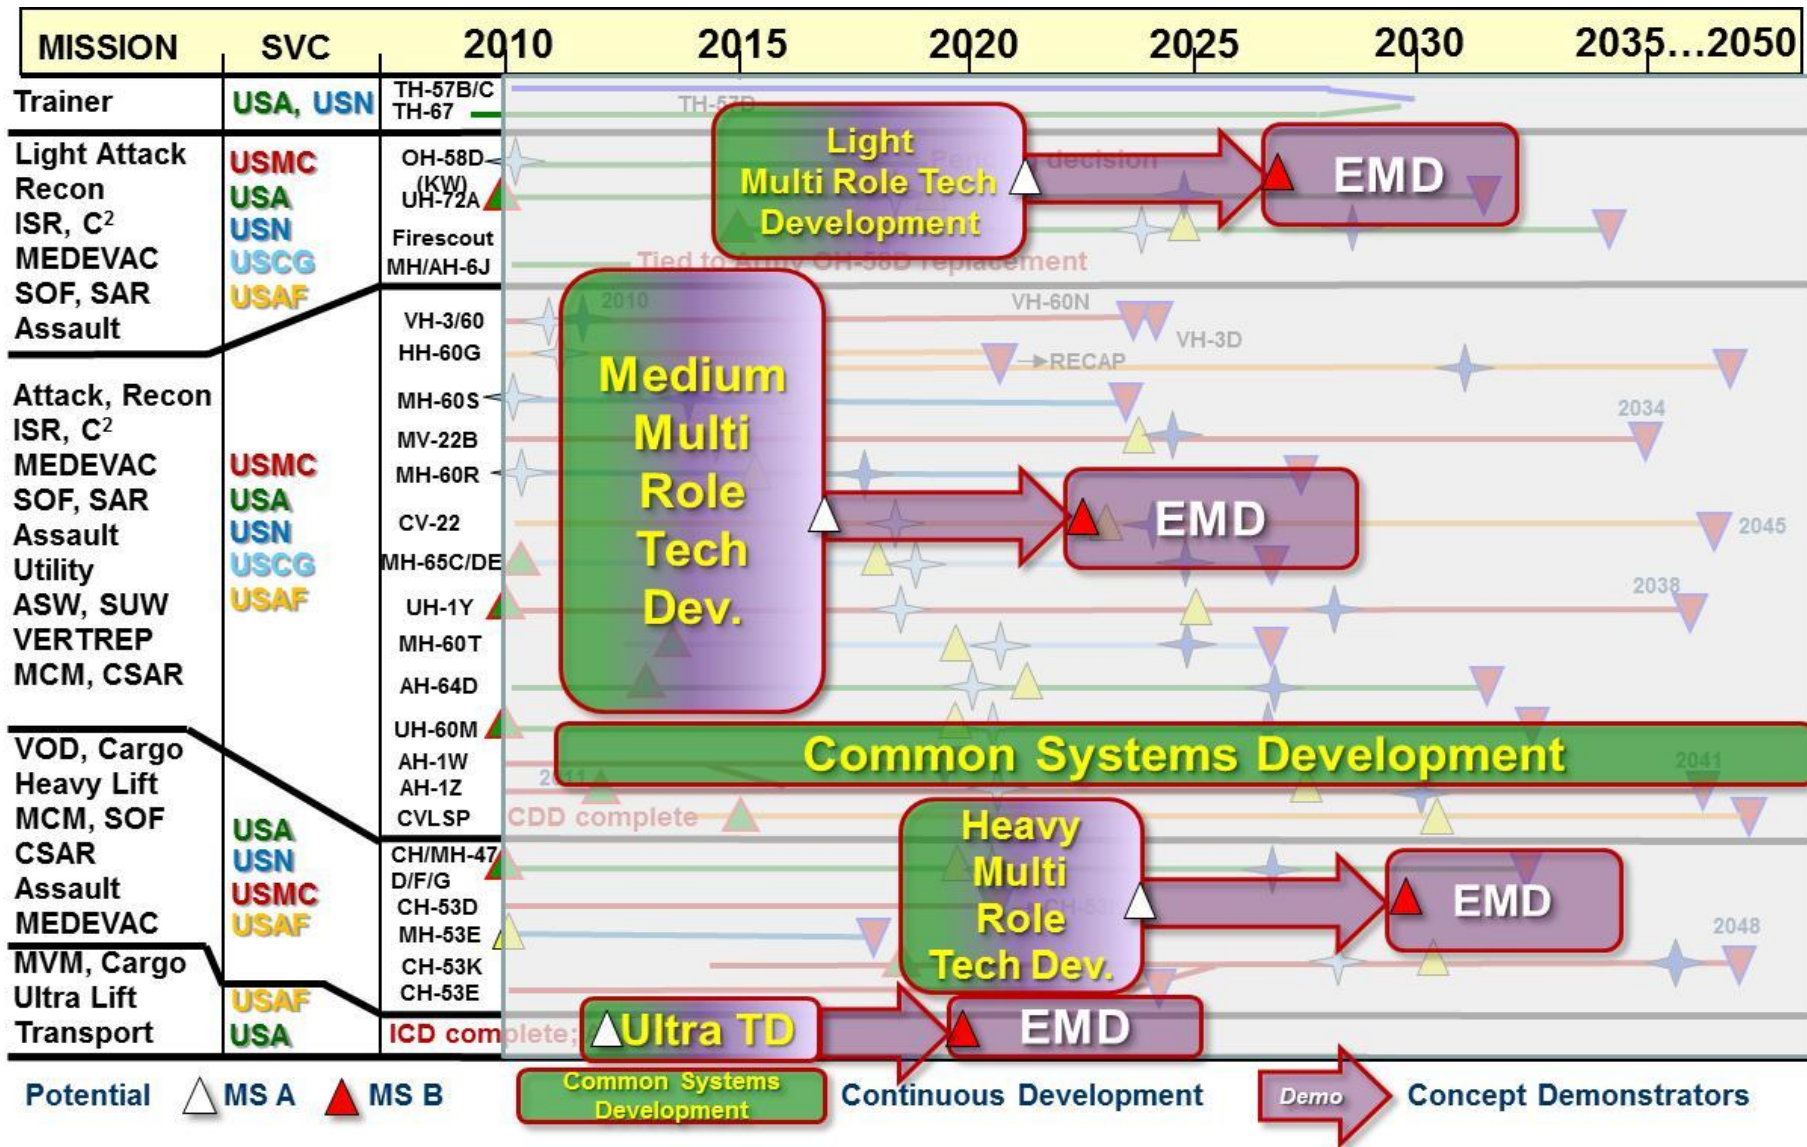 MISSION SVC 2010 2015 2020 2025 2030 2035...2050
Trainer
USA, USN
TH-57B/C
TH-67
TH-57D
Light Attack
Recon
ISR, C²
MEDEVAC
SOF, SAR
Assault
USMC
USA
USN
USCG
USAF
OH-58D
(KW)
UH-72A
Firescout
MH/AH-6J
Light
Multi Role Tech
Development
decision
EMD
Tied to Army OH-58D replacement
Attack, Recon
ISR, C²
MEDEVAC
SOF, SAR
Assault
Utility
ASW, SUW
VERTREP
MCM, CSAR
USMC
USA
USN
USCG
USAF
VH-3/60
HH-60G
MH-60S
MV-22B
MH-60R
CV-22
MH-65C/DE
UH-1Y
MH-60T
AH-64D
UH-60M
AH-1W
AH-1Z
CVLSP
2010
VH-60N
VH-3D
RECAP
2034
2045
2038
2041
2011
CDD complete
Medium
Multi
Role
Tech
Dev.
EMD
Common Systems Development
VOD, Cargo
Heavy Lift
MCM, SOF
CSAR
Assault
MEDEVAC
USA
USN
USMC
USAF
CH/MH-47
D/F/G
CH-53D
MH-53E
CH-53K
CH-53E
Heavy
Multi
Role
Tech Dev.
EMD
2048
MVM, Cargo
Ultra Lift
Transport
USAF
USA
ICD complete;
Ultra TD
EMD
Potential MS A MS B
Common Systems
Development
Continuous Development
Demo
Concept Demonstrators